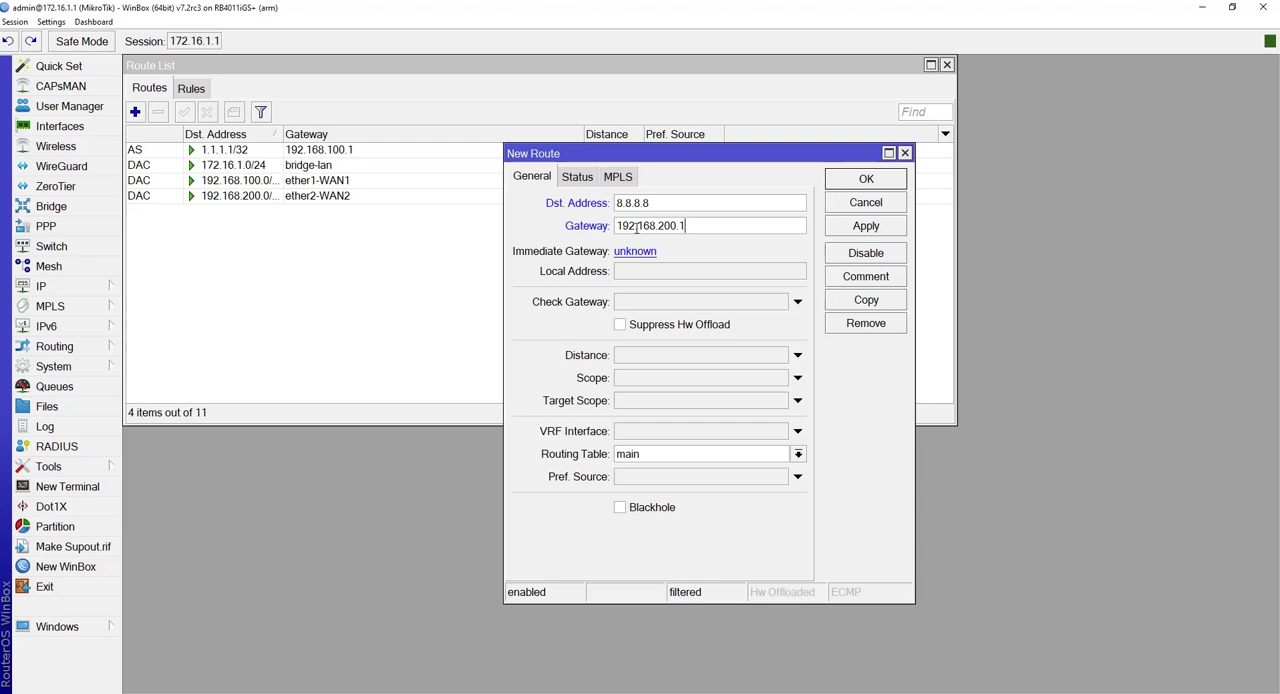 admin@172.16.1.1 (MikroTik) - WinBox (64bit) v7.2rc3 on RB4011iGS+ (arm)
Session Settings Dashboard
Safe Mode Session: 172.16.1.1
Quick Set
CAPsMAN
User Manager
Interfaces
Wireless
WireGuard
ZeroTier
Bridge
PPP
Switch
Mesh
IP
MPLS
IPv6
Routing
System
Queues
Files
Log
RADIUS
Tools
New Terminal
Dot1X
Partition
Make Supout.rif
New WinBox
Exit
Windows
RouterOS WinBox
Route List
Routes Rules
Find
Dst. Address Gateway Distance Pref. Source
AS 1.1.1.1/32 192.168.100.1
DAC 172.16.1.0/24 bridge-lan
DAC 192.168.100.0/... ether1-WAN1
DAC 192.168.200.0/... ether2-WAN2
4 items out of 11
New Route
General Status MPLS
Dst. Address: 8.8.8.8
Gateway: 192.168.200.1
Immediate Gateway: unknown
Local Address:
Check Gateway:
Suppress Hw Offload
Distance:
Scope:
Target Scope:
VRF Interface:
Routing Table: main
Pref. Source:
Blackhole
OK
Cancel
Apply
Disable
Comment
Copy
Remove
enabled filtered Hw Offloaded ECMP